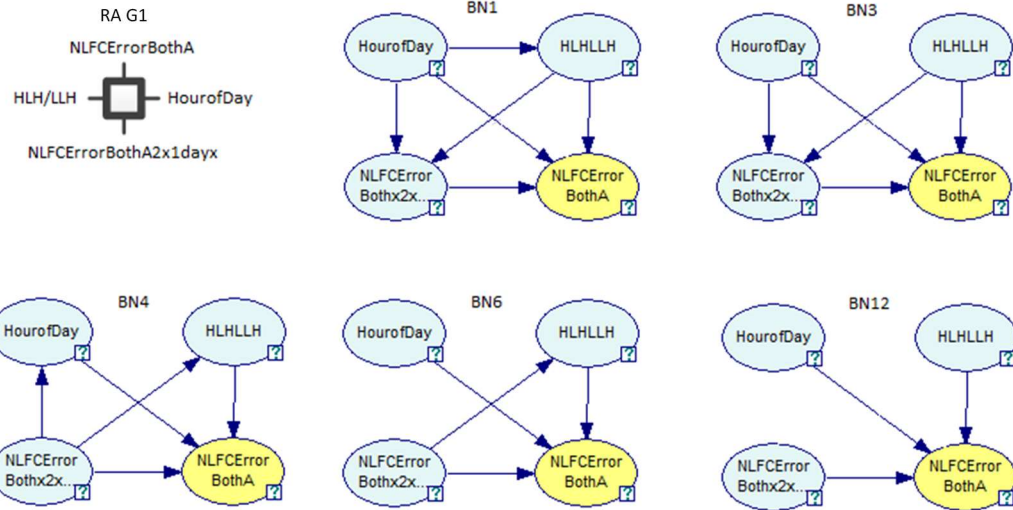 RA G1
NLFCErrorBothA
HLH/LLH
HourofDay
NLFCErrorBothA2x1dayx
BN1
HourofDay
?
HLHLLH
?
NLFCError
Bothx2x...
?
NLFCError
BothA
?
BN3
HourofDay
?
HLHLLH
?
NLFCError
Bothx2x...
?
NLFCError
BothA
?
BN4
HourofDay
?
HLHLLH
?
NLFCError
Bothx2x...
?
NLFCError
BothA
?
BN6
HourofDay
?
HLHLLH
?
NLFCError
Bothx2x...
?
NLFCError
BothA
?
BN12
HourofDay
?
HLHLLH
?
NLFCError
Bothx2x...
?
NLFCError
BothA
?